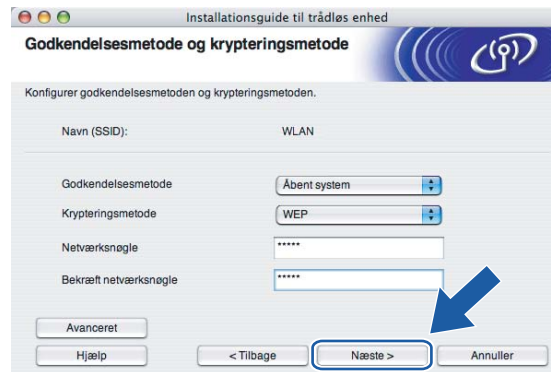 Installationsguide til trådløs enhed
Godkendelsesmetode og krypteringsmetode
Konfigurer godkendelsesmetoden og krypteringsmetoden.
Navn (SSID): WLAN
Godkendelsesmetode Åbent system
Krypteringsmetode WEP
Netværksnøgle *****
Bekræft netværksnøgle *****
Avanceret
Hjælp < Tilbage Næste > Annuller